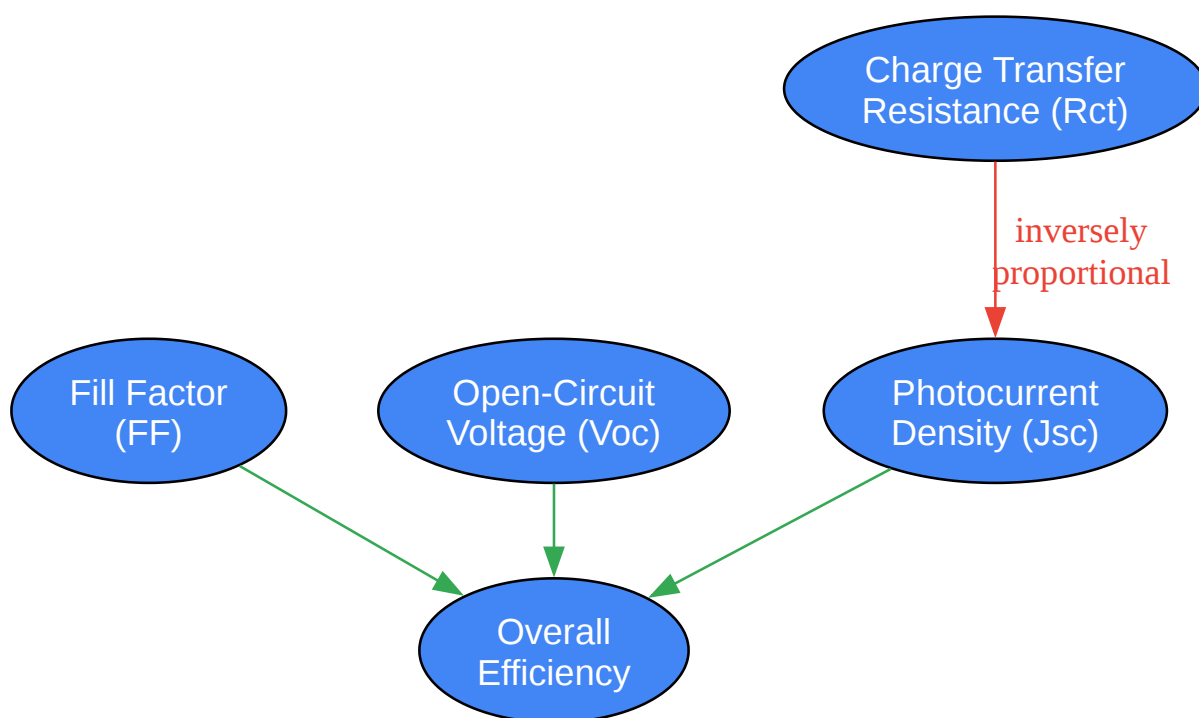 Charge Transfer
Resistance (Rct)
inversely
proportional
Fill Factor
(FF)
Open-Circuit
Voltage (Voc)
Photocurrent
Density (Jsc)
Overall
Efficiency